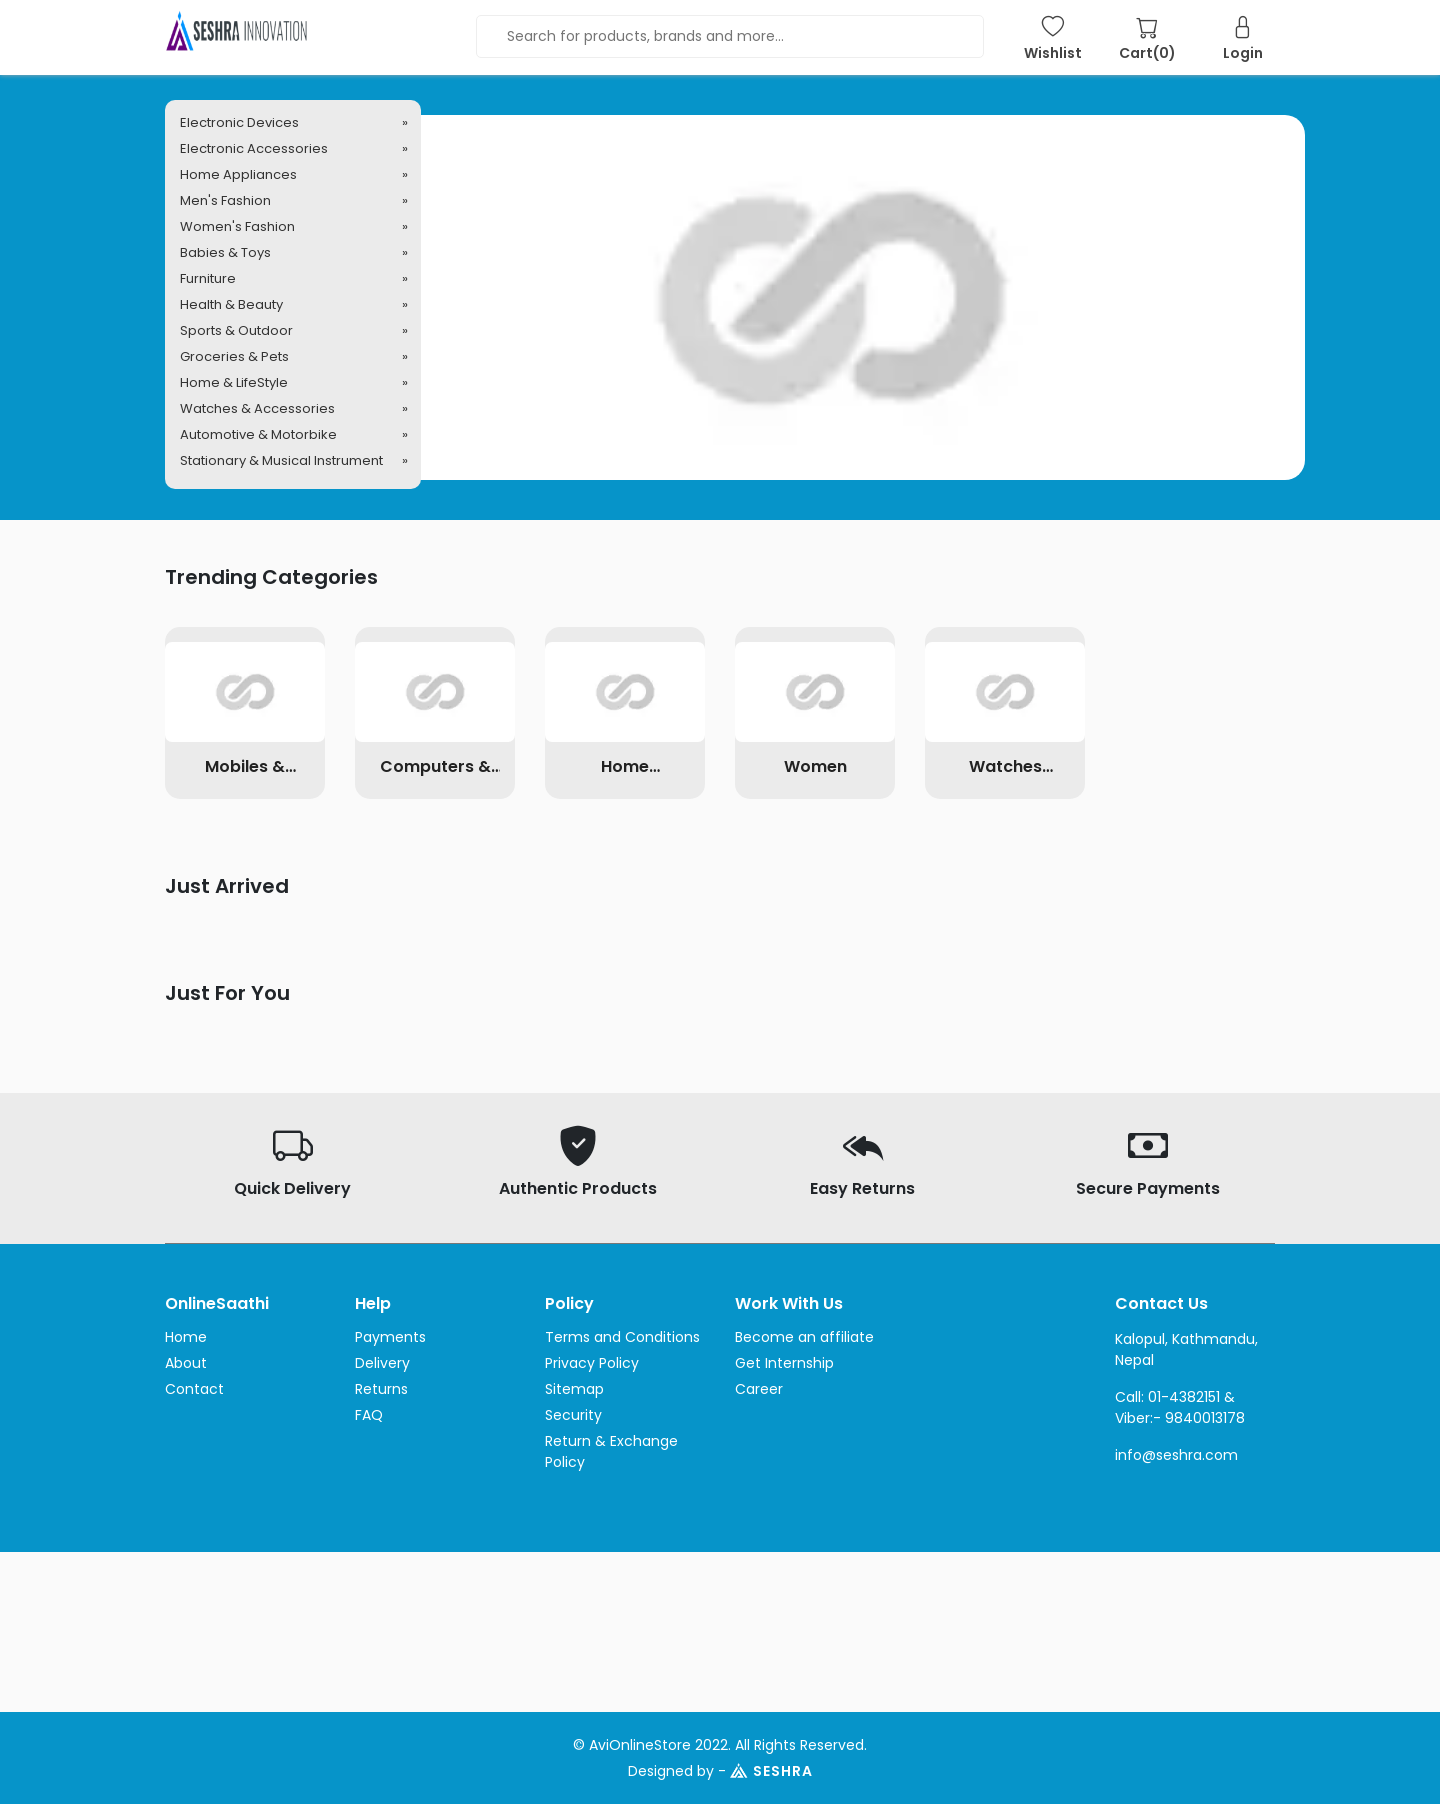 SESHRA INNOVATION
Search for products, brands and more...
Wishlist
Cart(0)
Login
Electronic Devices »
Electronic Accessories »
Home Appliances »
Men's Fashion »
Women's Fashion »
Babies & Toys »
Furniture »
Health & Beauty »
Sports & Outdoor »
Groceries & Pets »
Home & LifeStyle »
Watches & Accessories »
Automotive & Motorbike »
Stationary & Musical Instrument »
Trending Categories
Mobiles &...
Computers &...
Home...
Women
Watches...
Just Arrived
Just For You
Quick Delivery
Authentic Products
Easy Returns
Secure Payments
OnlineSaathi
Home
About
Contact
Help
Payments
Delivery
Returns
FAQ
Policy
Terms and Conditions
Privacy Policy
Sitemap
Security
Return & Exchange
Policy
Work With Us
Become an affiliate
Get Internship
Career
Contact Us
Kalopul, Kathmandu,
Nepal
Call: 01-4382151 &
Viber:- 9840013178
info@seshra.com
© AviOnlineStore 2022. All Rights Reserved.
Designed by - SESHRA